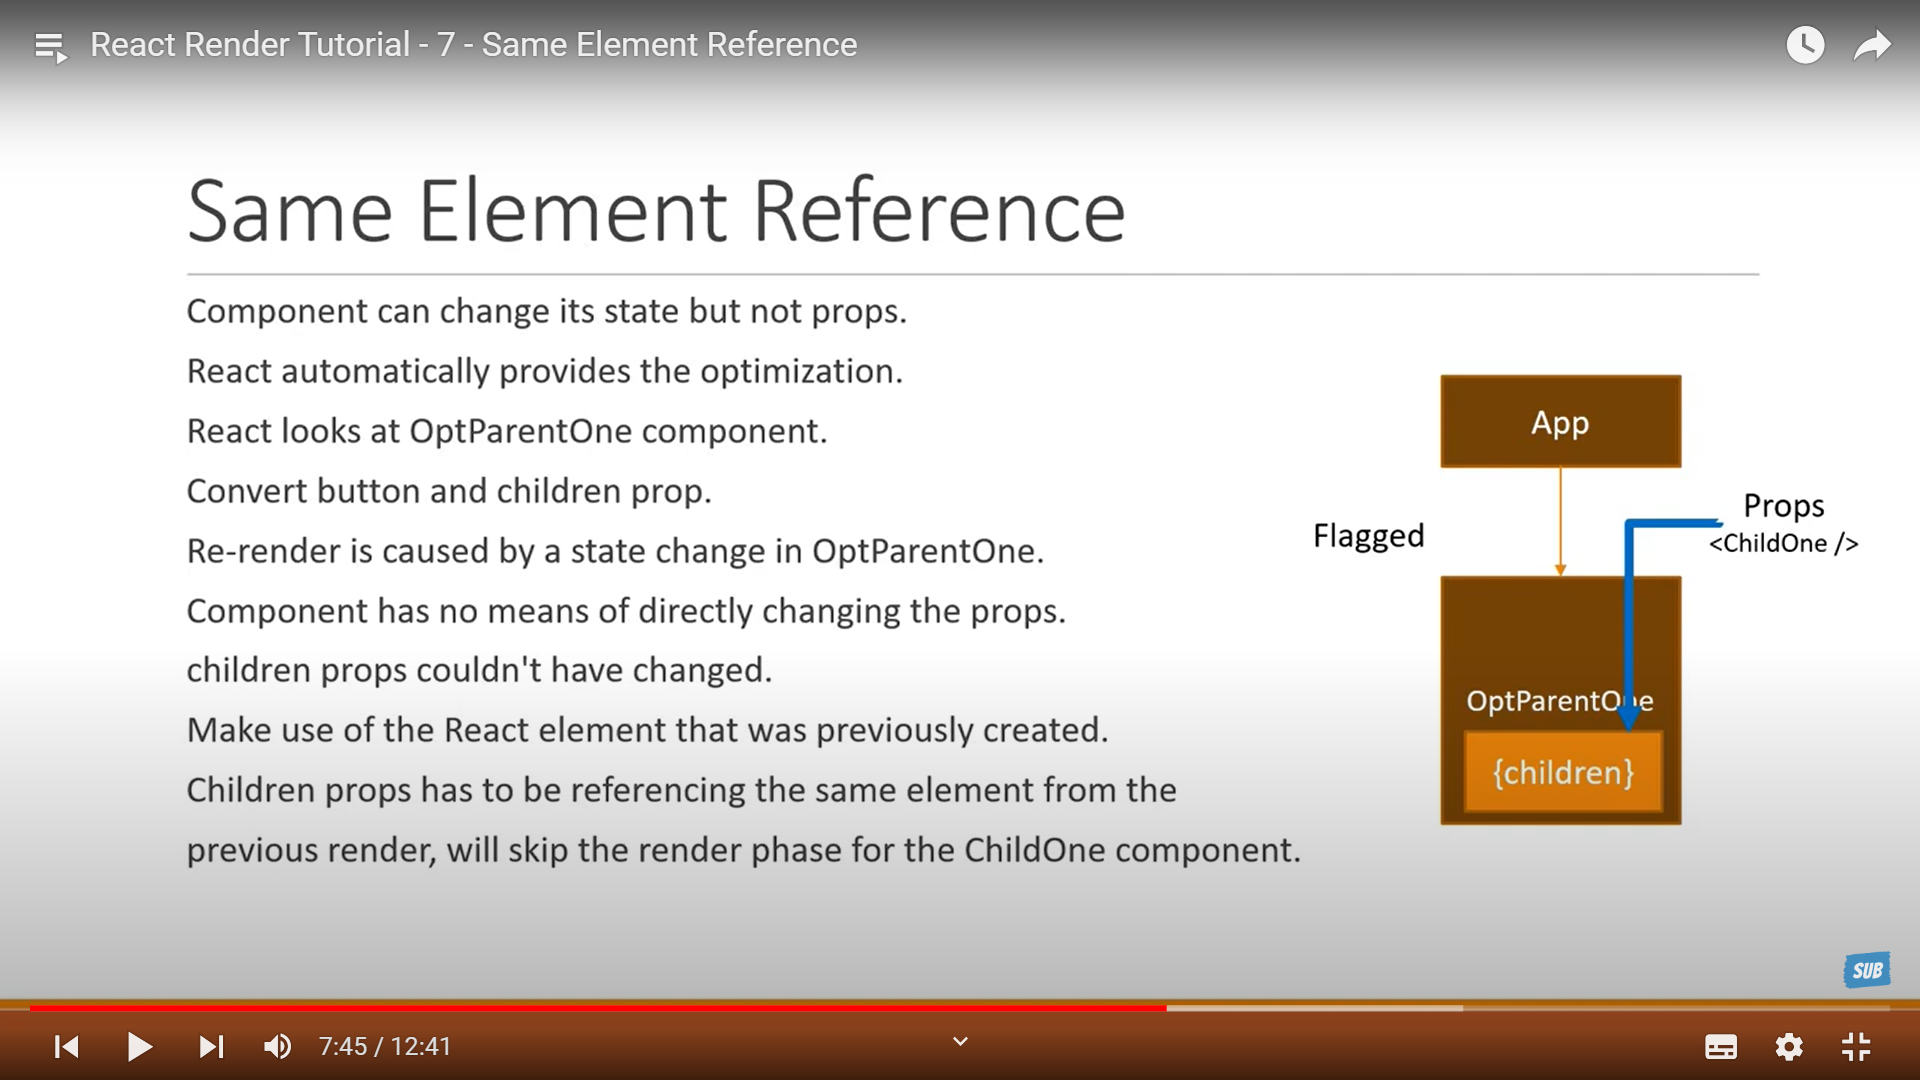 React Render Tutorial - 7 - Same Element Reference
Same Element Reference
Component can change its state but not props.
React automatically provides the optimization.
React looks at OptParentOne component.
Convert button and children prop.
Re-render is caused by a state change in OptParentOne.
Component has no means of directly changing the props.
children props couldn't have changed.
Make use of the React element that was previously created.
Children props has to be referencing the same element from the
previous render, will skip the render phase for the ChildOne component.
App
Flagged
Props
<ChildOne />
OptParentOne
{children}
SUB
7:45 / 12:41